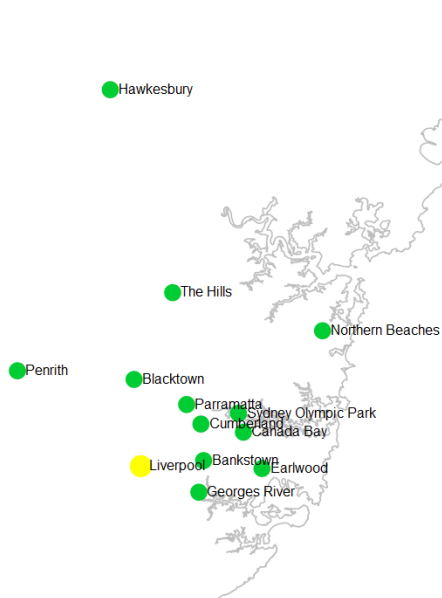 Hawkesbury
The Hills
Northern Beaches
Penrith
Blacktown
Parramatta
Sydney Olympic Park
Cumberland
Canada Bay
Bankstown
Liverpool
Earlwood
Georges River